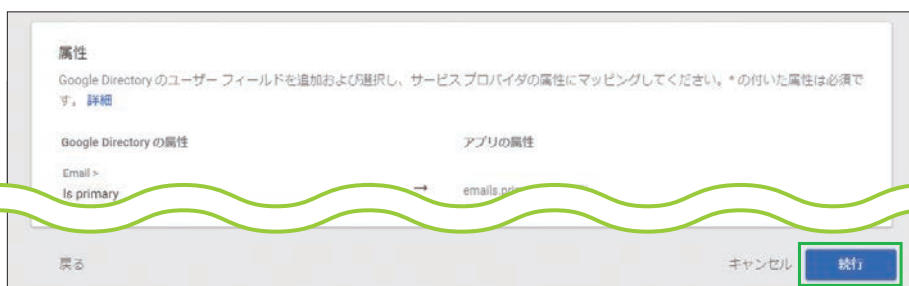 属性
Google Directory のユーザー フィールドを追加および選択し、サービス プロバイダの属性にマッピングしてください。* の付いた属性は必須で
す。 詳細
Google Directory の属性 アプリの属性
Email >
Is primary → emails.
戻る キャンセル 続行